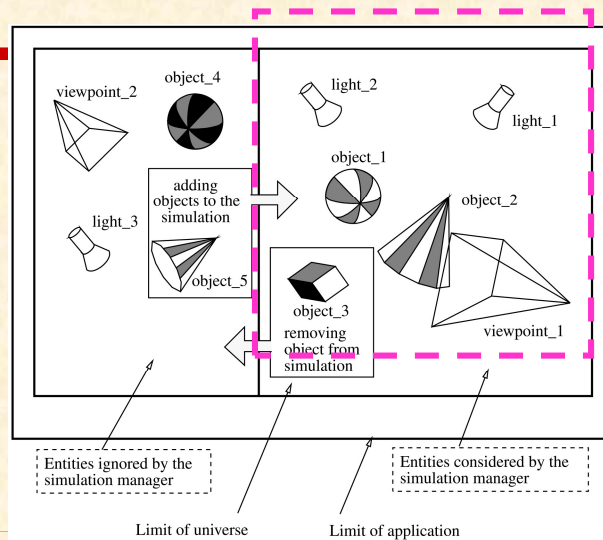 object_4
viewpoint_2
light_2
light_1
object_1
adding
objects to the
simulation
object_2
light_3
object_5
object_3
removing
object from
simulation
viewpoint_1
Entities ignored by the
simulation manager
Entities considered by the
simulation manager
Limit of universe
Limit of application